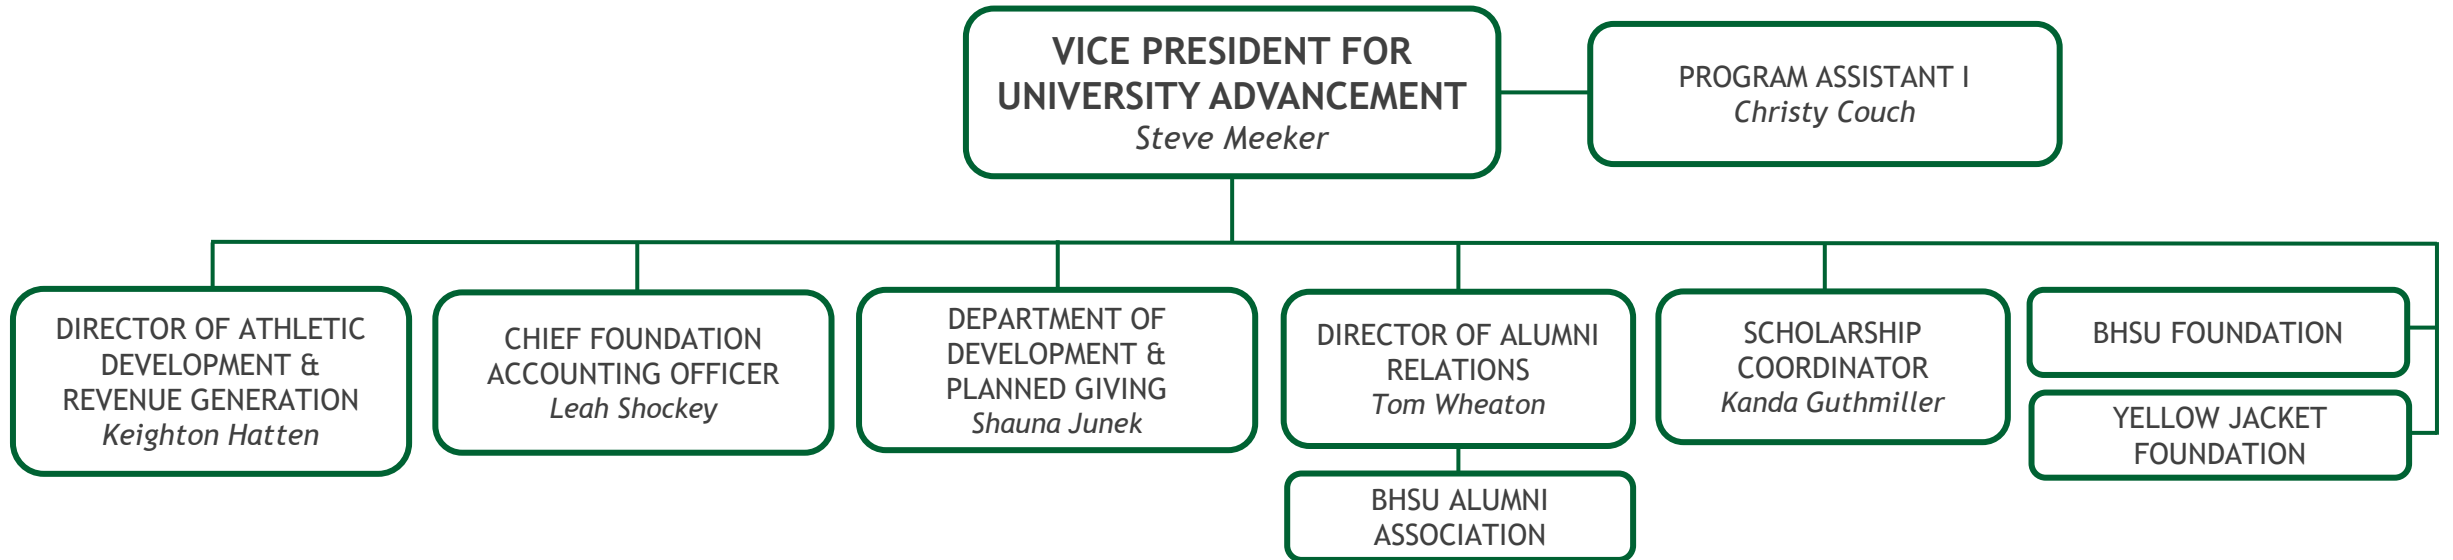 VICE PRESIDENT FOR
UNIVERSITY ADVANCEMENT
Steve Meeker
PROGRAM ASSISTANT I
Christy Couch
DIRECTOR OF ATHLETIC
DEVELOPMENT &
REVENUE GENERATION
Keighton Hatten
CHIEF FOUNDATION
ACCOUNTING OFFICER
Leah Shockey
DEPARTMENT OF
DEVELOPMENT &
PLANNED GIVING
Shauna Junek
DIRECTOR OF ALUMNI
RELATIONS
Tom Wheaton
SCHOLARSHIP
COORDINATOR
Kanda Guthmiller
BHSU FOUNDATION
YELLOW JACKET
FOUNDATION
BHSU ALUMNI
ASSOCIATION